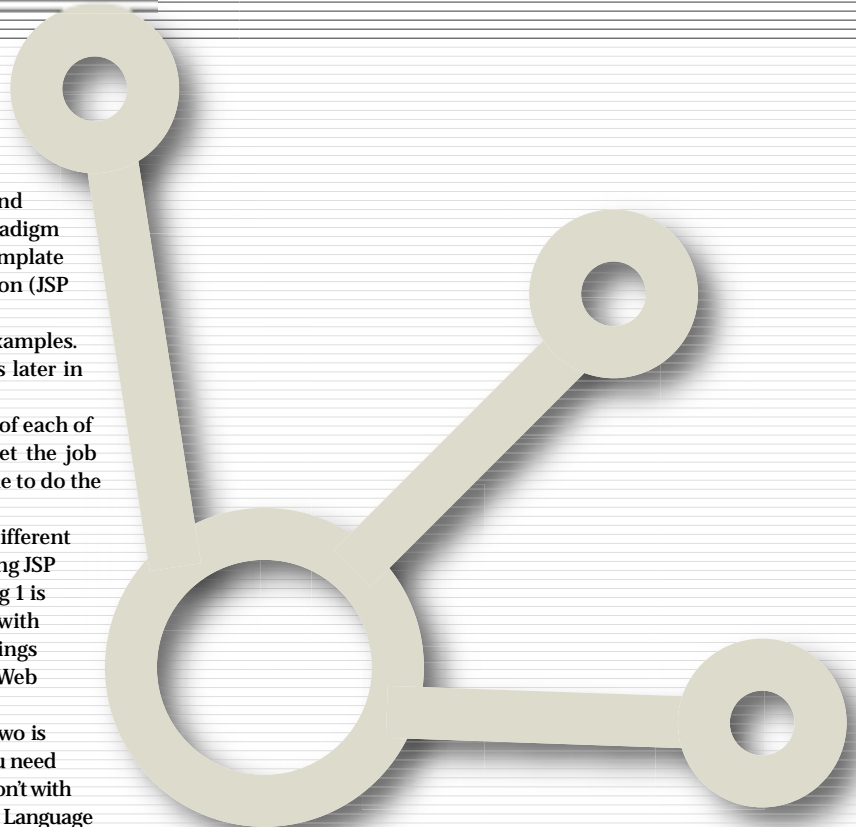 nd
adigm
mplate
on (JSP
xamples.
s later in
of each of
et the job
e to do the
ifferent
ng JSP
g 1 is
with
ings
Web
wo is
u need
on't with
Language